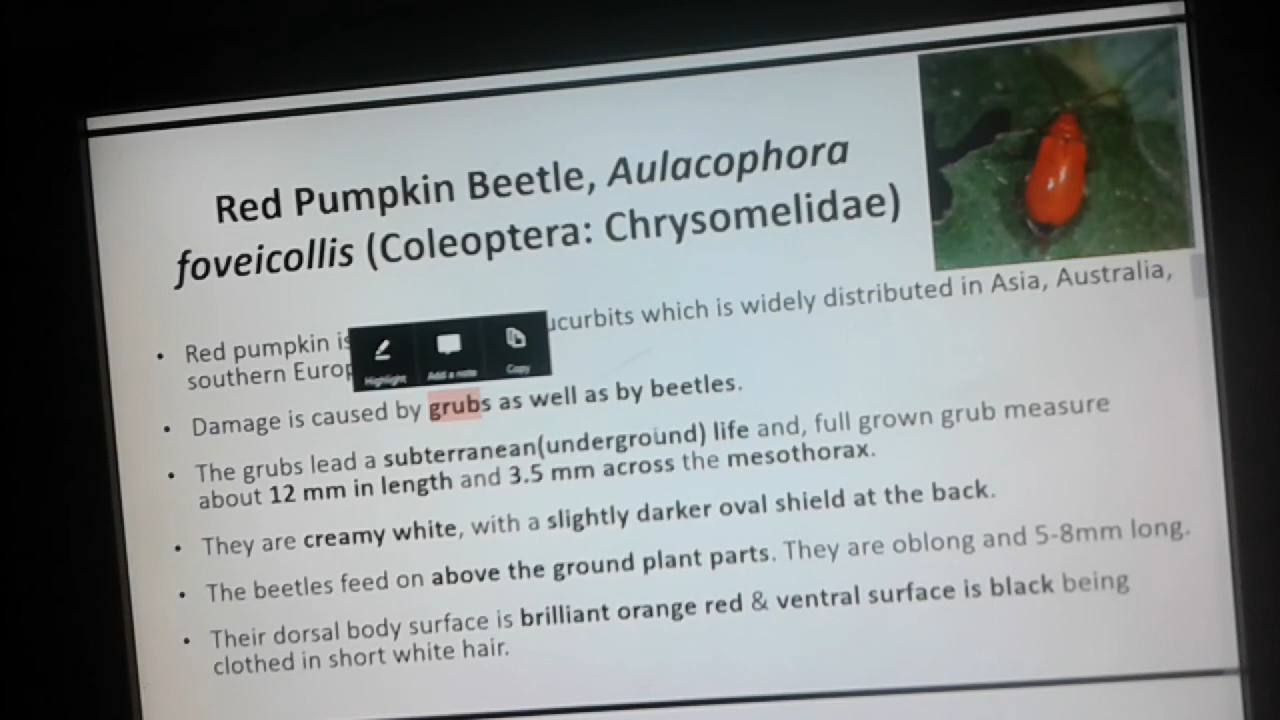 Red Pumpkin Beetle, Aulacophora
foveicollis (Coleoptera: Chrysomelidae)
• Red pumpkin is ucurbits which is widely distributed in Asia, Australia,
southern Europ
Highlight Add a note Copy
• Damage is caused by grubs as well as by beetles.
• The grubs lead a subterranean(underground) life and, full grown grub measure
about 12 mm in length and 3.5 mm across the mesothorax.
• They are creamy white, with a slightly darker oval shield at the back.
• The beetles feed on above the ground plant parts. They are oblong and 5-8mm long.
• Their dorsal body surface is brilliant orange red & ventral surface is black being
clothed in short white hair.